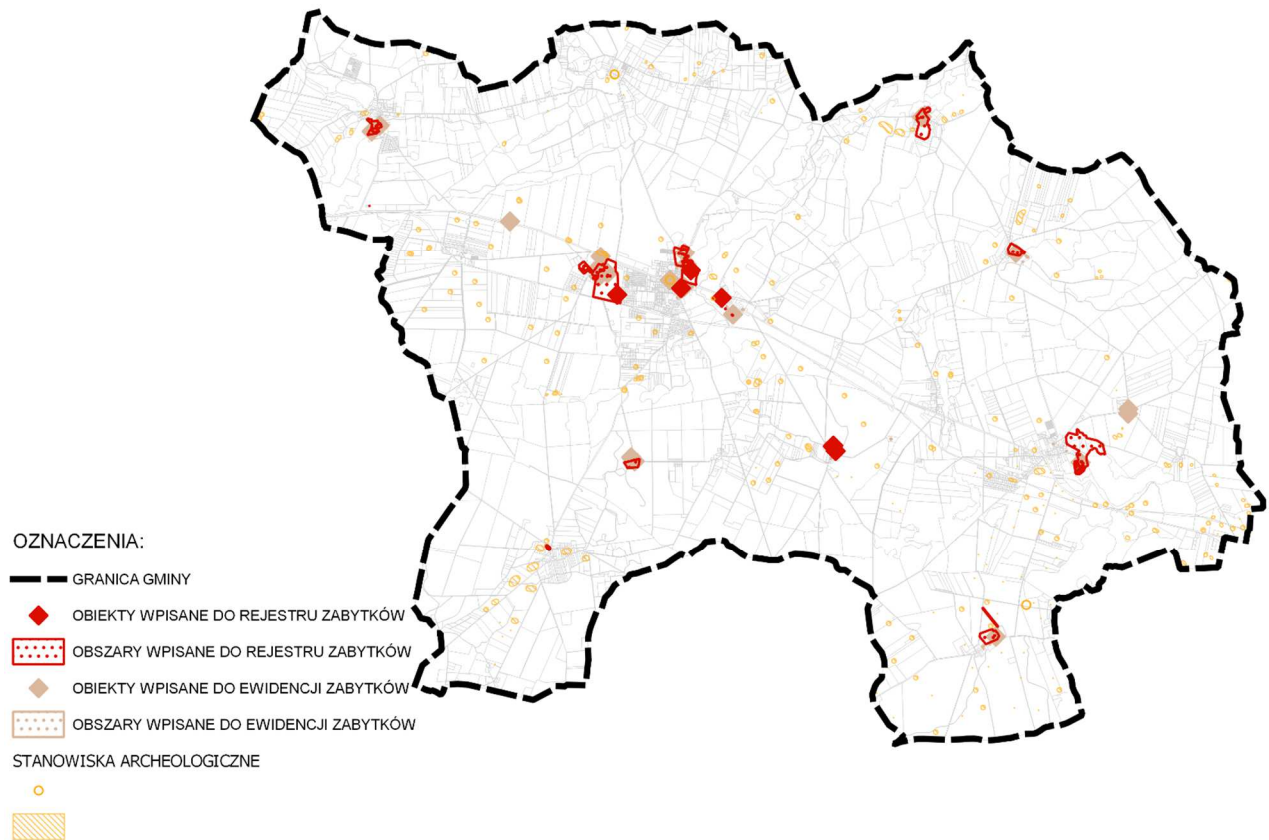 OZNACZENIA:
GRANICA GMINY
OBIEKTY WPISANE DO REJESTRU ZABYTKÓW
OBSZARY WPISANE DO REJESTRU ZABYTKÓW
OBIEKTY WPISANE DO EWIDENCJI ZABYTKÓW
OBSZARY WPISANE DO EWIDENCJI ZABYTKÓW
STANOWISKA ARCHEOLOGICZNE